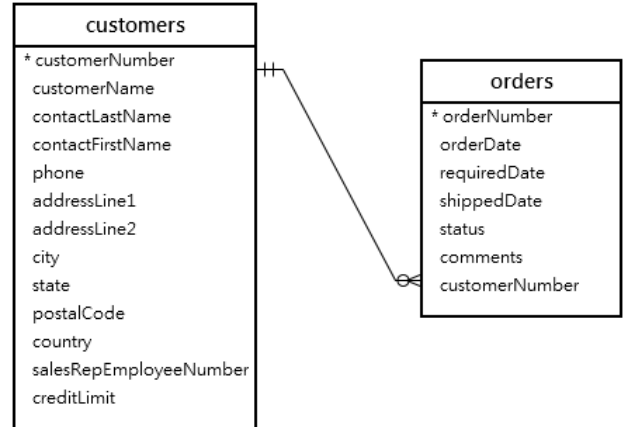 customers
* customerNumber
customerName
contactLastName
contactFirstName
phone
addressLine1
addressLine2
city
state
postalCode
country
salesRepEmployeeNumber
creditLimit
orders
* orderNumber
orderDate
requiredDate
shippedDate
status
comments
customerNumber